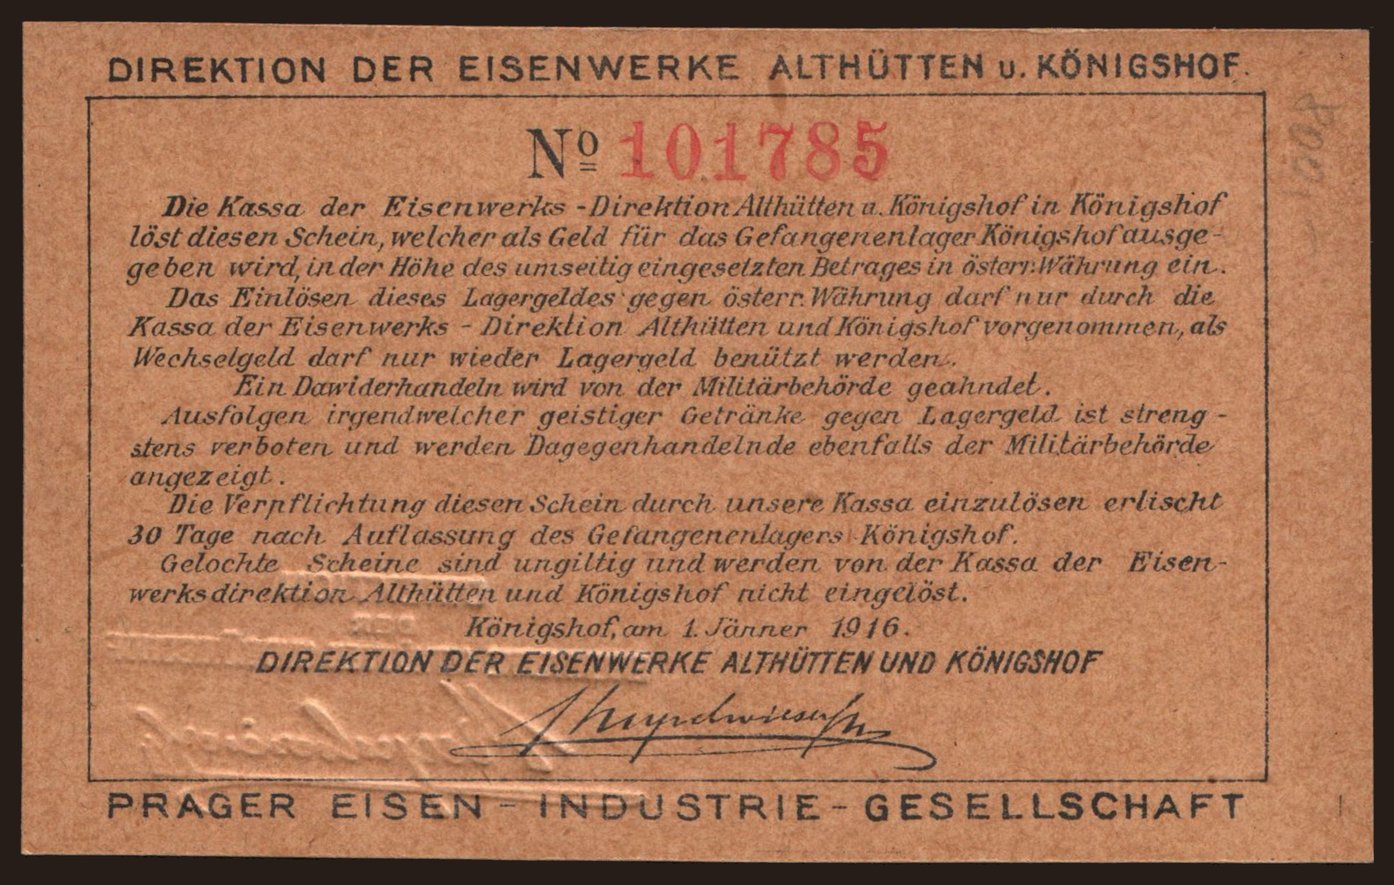 DIREKTION DER EISENWERKE ALTHÜTTEN u. KÖNIGSHOF.
No 101785
Die Kassa der Eisenwerks-Direktion Althütten u. Königshof in Königshof
löst diesen Schein, welcher als Geld für das Gefangenenlager Königshof ausge-
geben wird, in der Höhe des umseitig eingesetzten Betrages in österr. Währung ein.
Das Einlösen dieses Lagergeldes gegen österr. Währung darf nur durch die
Kassa der Eisenwerks-Direktion Althütten und Königshof vorgenommen, als
Wechselgeld darf nur wieder Lagergeld benützt werden.
Ein Dawiderhandeln wird von der Militärbehörde geahndet.
Ausfolgen irgendwelcher geistiger Getränke gegen Lagergeld ist streng-
stens verboten und werden Dagegenhandelnde ebenfalls der Militärbehörde
angezeigt.
Die Verpflichtung diesen Schein durch unsere Kassa einzulösen erlischt
30 Tage nach Auflassung des Gefangenenlagers Königshof.
Gelochte Scheine sind ungiltig und werden von der Kassa der Eisen-
werksdirektion Althütten und Königshof nicht eingelöst.
Königshof, am 1. Jänner 1916.
DIREKTION DER EISENWERKE ALTHÜTTEN UND KÖNIGSHOF
PRAGER EISEN-INDUSTRIE-GESELLSCHAFT